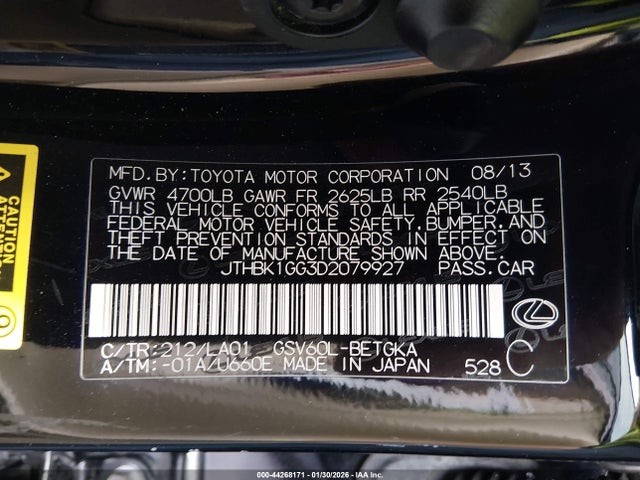 MFD.BY:TOYOTA MOTOR CORPORATION 08/13
GVWR 4700LB GAWR FR 2625LB RR 2540LB
THIS VEHICLE CONFORMS TO ALL APPLICABLE
FEDERAL MOTOR VEHICLE SAFETY,BUMPER,AND
THEFT PREVENTION STANDARDS IN EFFECT ON
THE DATE OF MANUFACTURE SHOWN ABOVE.
JTHBK1GG3D2079927 PASS.CAR
C/TR:212/LA01 GSV60L-BETGKA
A/TM:-01A/U660E MADE IN JAPAN 528 C
CAUTION
000-44268171 | 01/30/2026 | IAA Inc.